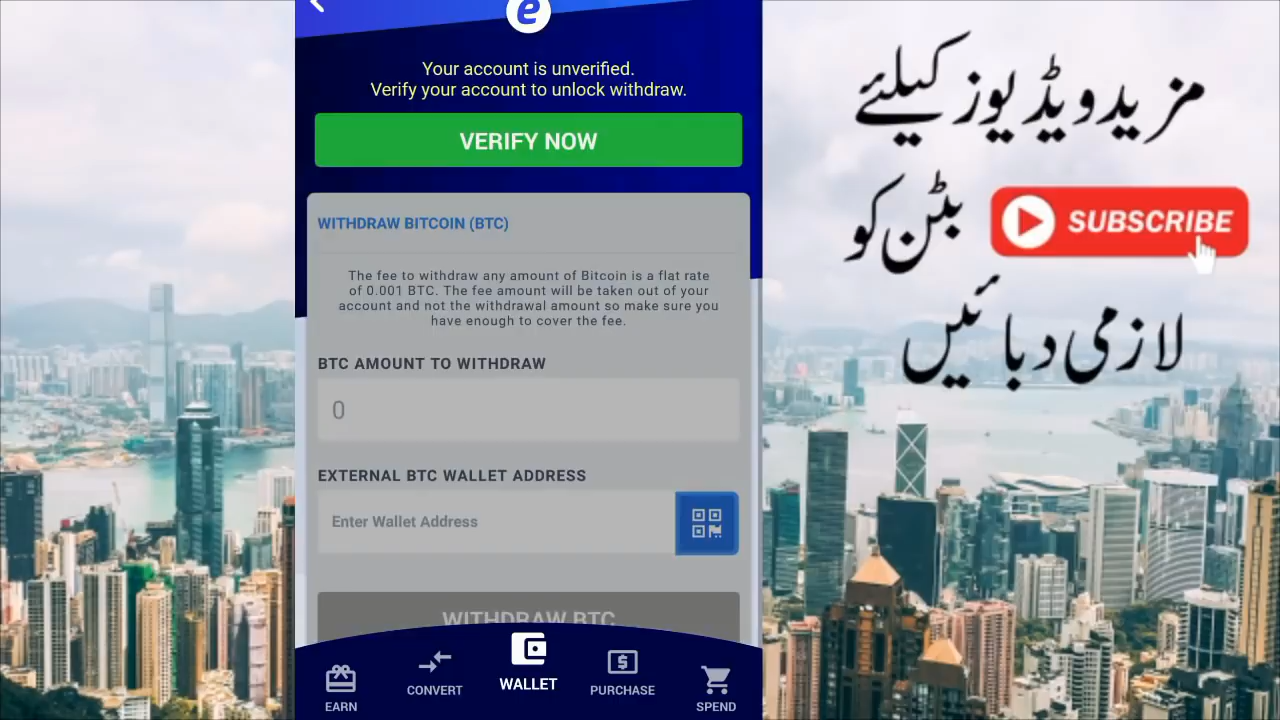 e
Your account is unverified.
Verify your account to unlock withdraw.
VERIFY NOW
WITHDRAW BITCOIN (BTC)
The fee to withdraw any amount of Bitcoin is a flat rate
of 0.001 BTC. The fee amount will be taken out of your
account and not the withdrawal amount so make sure you
have enough to cover the fee.
BTC AMOUNT TO WITHDRAW
0
EXTERNAL BTC WALLET ADDRESS
Enter Wallet Address
WITHDRAW BTC
EARN
CONVERT
WALLET
PURCHASE
SPEND
مزید ویڈیوز کیلئے
بٹن کو
SUBSCRIBE
لازمی دبائیں